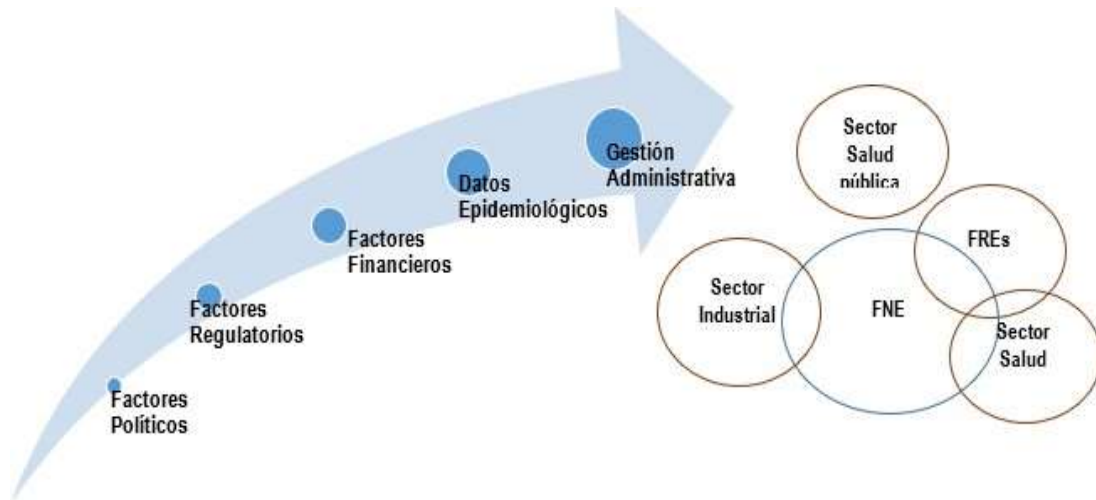 Factores
Políticos
Factores
Regulatorios
Factores
Financieros
Datos
Epidemiológicos
Gestión
Administrativa
Sector
Salud
pública
Sector
Industrial
FNE
FREs
Sector
Salud